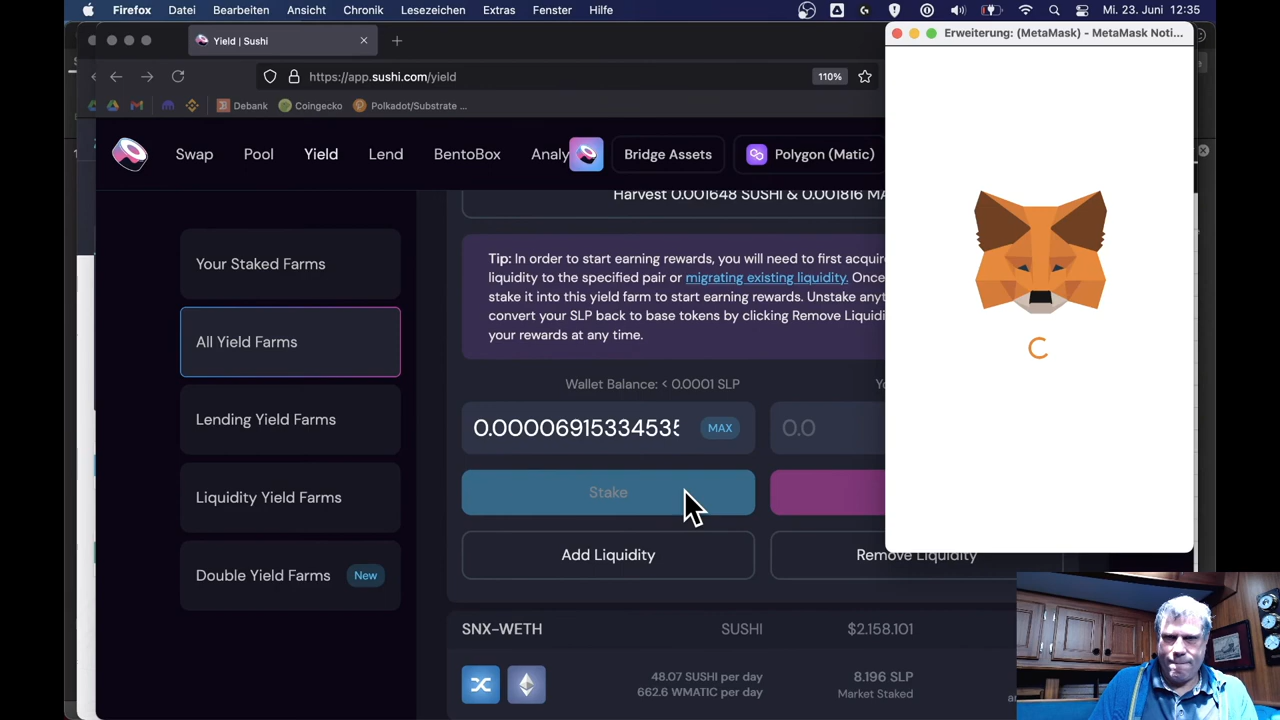 Firefox Datei Bearbeiten Ansicht Chronik Lesezeichen Extras Fenster Hilfe Mi. 23. Juni 12:35
Yield | Sushi
Erweiterung: (MetaMask) - MetaMask Noti...
https://app.sushi.com/yield 110%
Debank Coingecko Polkadot/Substrate ...
Swap Pool Yield Lend BentoBox Analy Bridge Assets Polygon (Matic)
Harvest 0.001648 SUSHI & 0.001816 MA
Your Staked Farms
All Yield Farms
Lending Yield Farms
Liquidity Yield Farms
Double Yield Farms New
Tip: In order to start earning rewards, you will need to first acquire
liquidity to the specified pair or migrating existing liquidity. Once
stake it into this yield farm to start earning rewards. Unstake anyt
convert your SLP back to base tokens by clicking Remove Liquidi
your rewards at any time.
Wallet Balance: < 0.0001 SLP Yo
0.0000691533453 MAX 0.0
Stake
Add Liquidity Remove Liquidity
SNX-WETH SUSHI $2.158.101
48.07 SUSHI per day 8.196 SLP
662.6 WMATIC per day Market Staked